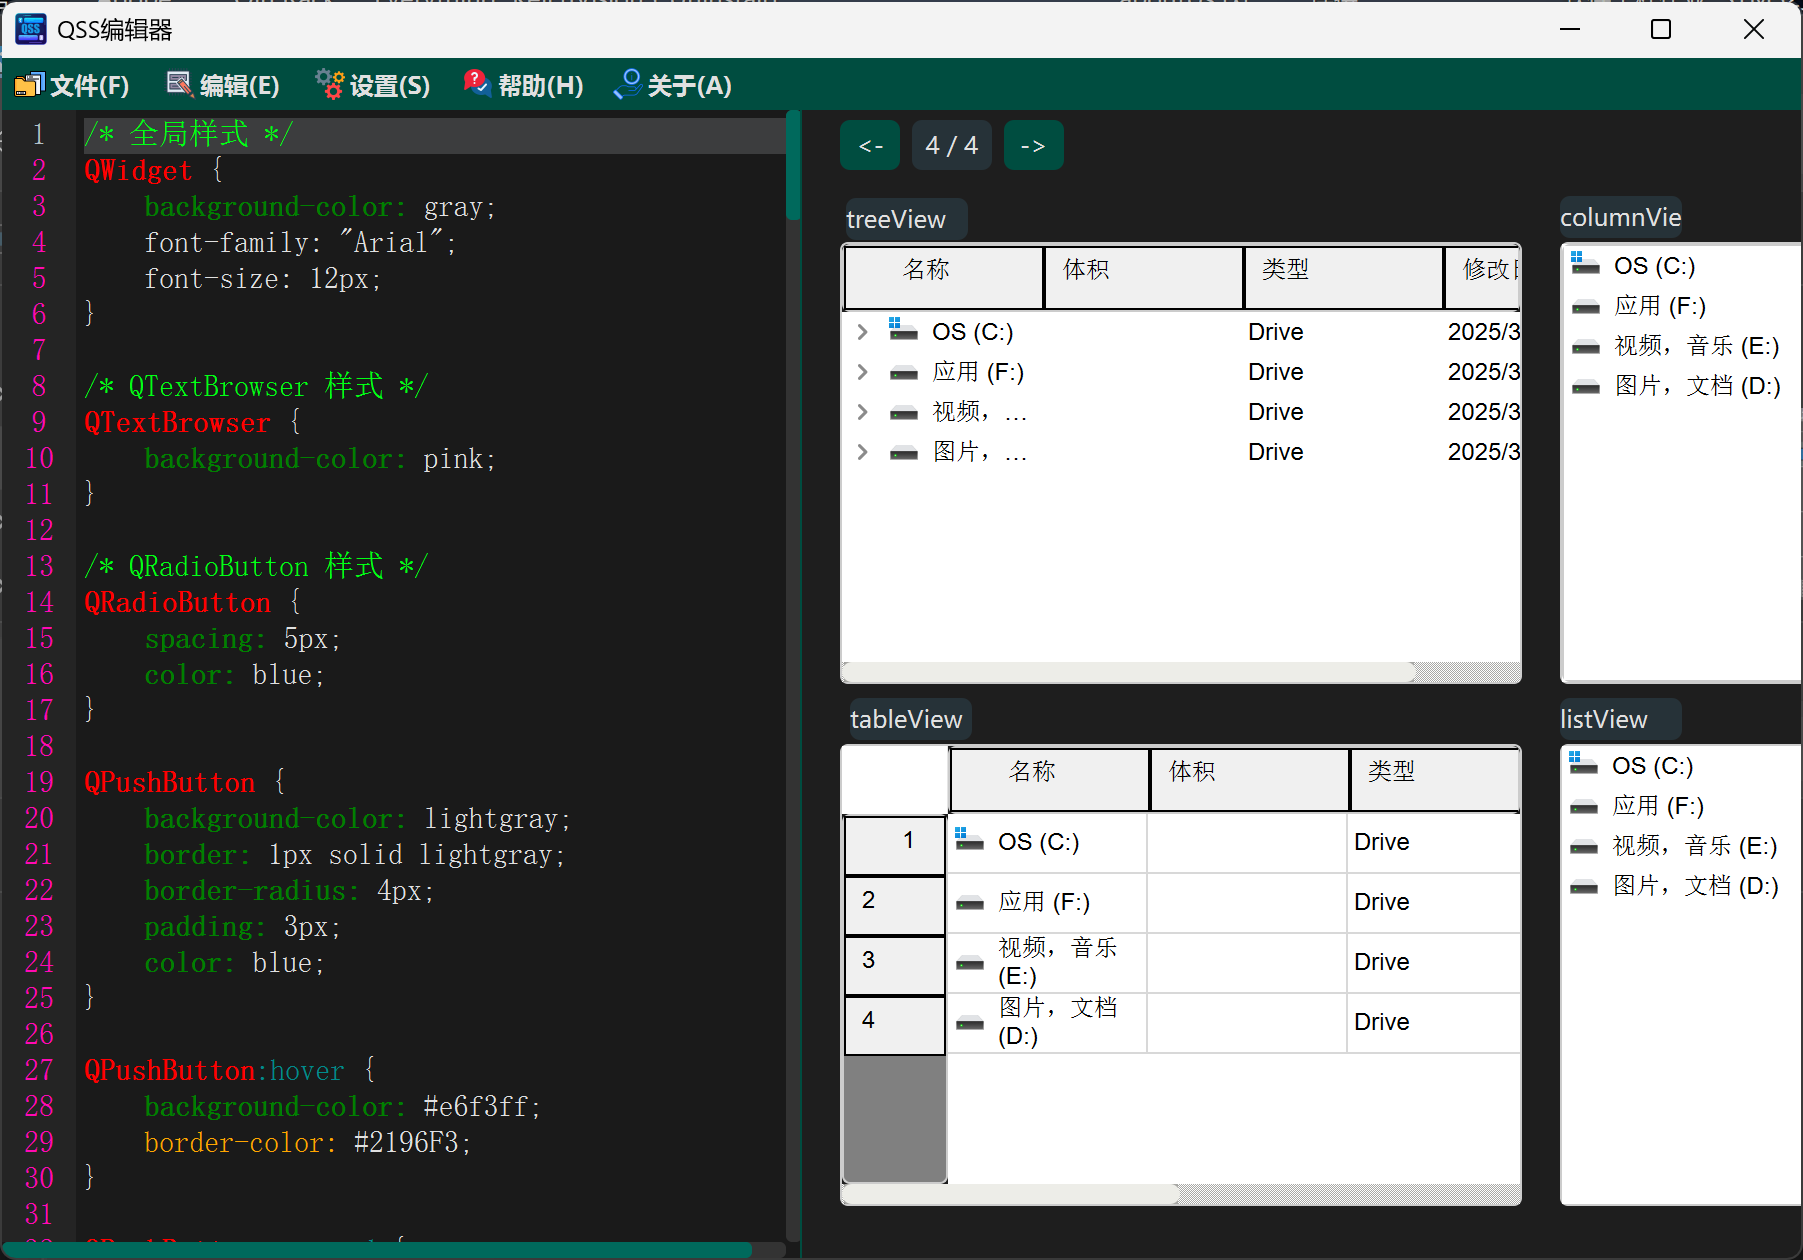 QSS编辑器
文件(F) 编辑(E) 设置(S) 帮助(H) 关于(A)
1 /* 全局样式 */
2 QWidget {
3 background-color: gray;
4 font-family: "Arial";
5 font-size: 12px;
6 }
7
8 /* QTextBrowser 样式 */
9 QTextBrowser {
10 background-color: pink;
11 }
12
13 /* QRadioButton 样式 */
14 QRadioButton {
15 spacing: 5px;
16 color: blue;
17 }
18
19 QPushButton {
20 background-color: lightgray;
21 border: 1px solid lightgray;
22 border-radius: 4px;
23 padding: 3px;
24 color: blue;
25 }
26
27 QPushButton:hover {
28 background-color: #e6f3ff;
29 border-color: #2196F3;
30 }
31
<- 4 / 4 ->
treeView
名称 体积 类型 修改
OS (C:) Drive 2025/3
应用 (F:) Drive 2025/3
视频，… Drive 2025/3
图片，… Drive 2025/3
columnVie
OS (C:)
应用 (F:)
视频，音乐 (E:)
图片，文档 (D:)
tableView
名称 体积 类型
1 OS (C:) Drive
2 应用 (F:) Drive
3 视频，音乐 (E:) Drive
4 图片，文档 (D:) Drive
listView
OS (C:)
应用 (F:)
视频，音乐 (E:)
图片，文档 (D:)